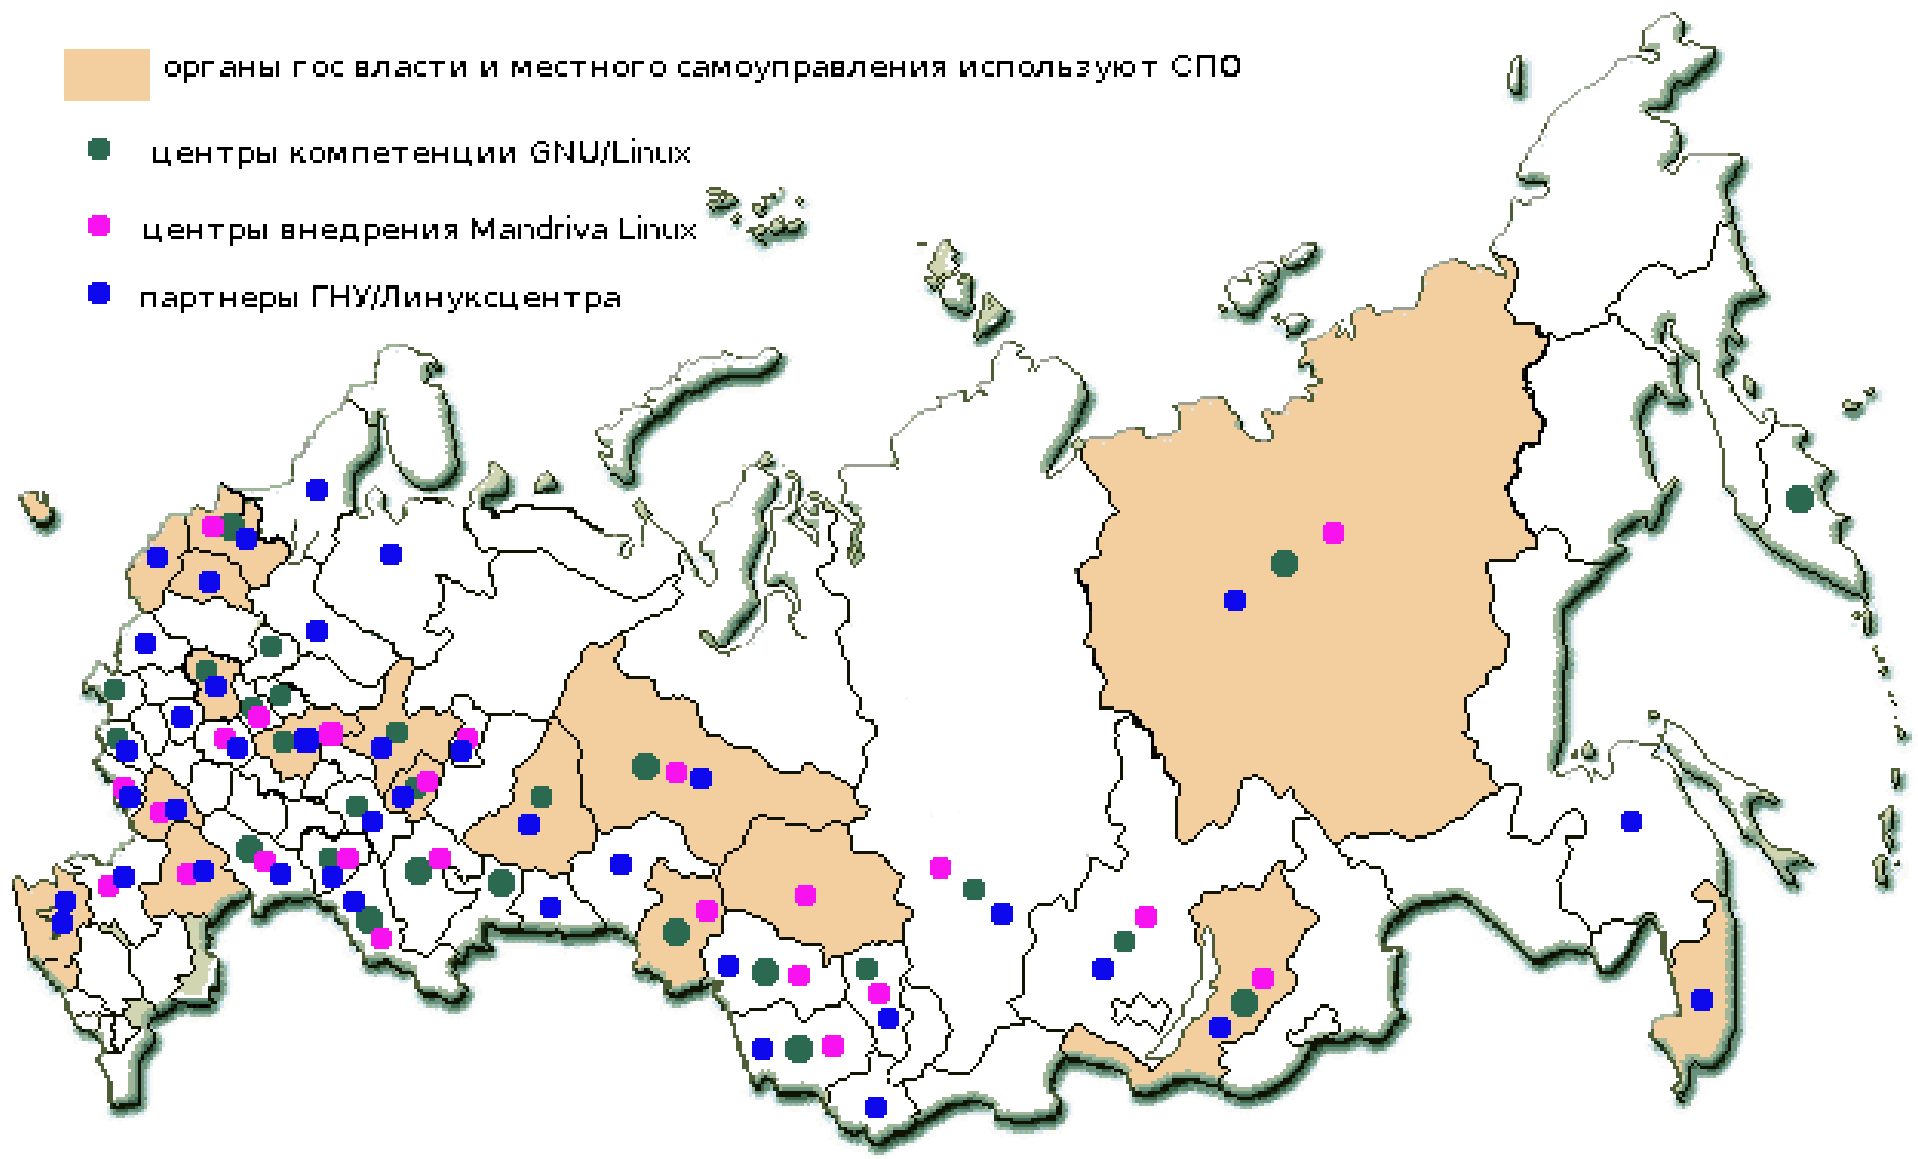 органы гос власти и местного самоуправления используют СПО
центры компетенции GNU/Linux
центры внедрения Mandriva Linux
партнеры ГНУ/Линуксцентра